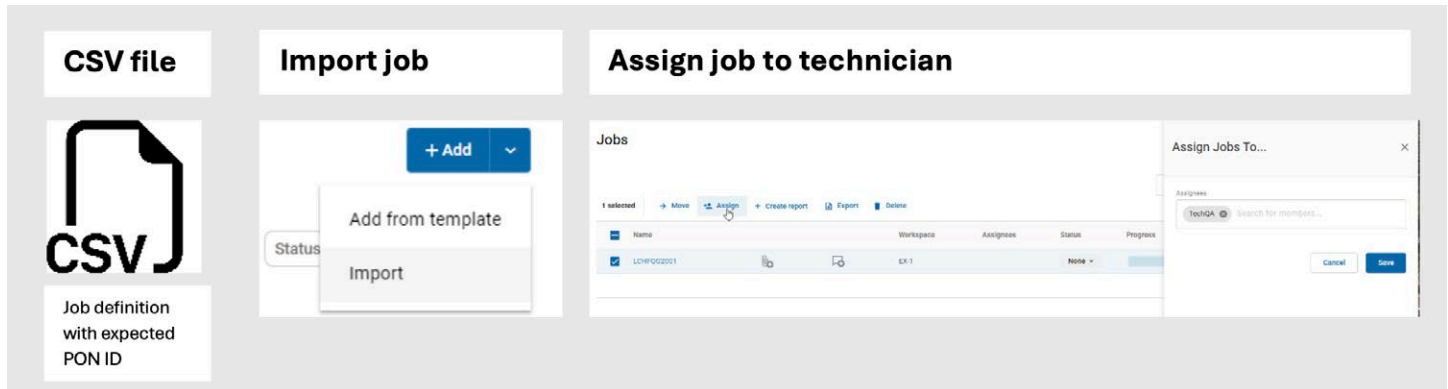 CSV file
Import job
Assign job to technician
CSV
Job definition
with expected
PON ID
+ Add
Add from template
Status
Import
Jobs
1 selected
Move
Assign
+ Create report
Export
Delete
Name
Workspace
Assignees
Status
Progress
LCHFQG2001
EX-1
None
Assign Jobs To...
Assignees
TechQA
Search for members...
Cancel
Save